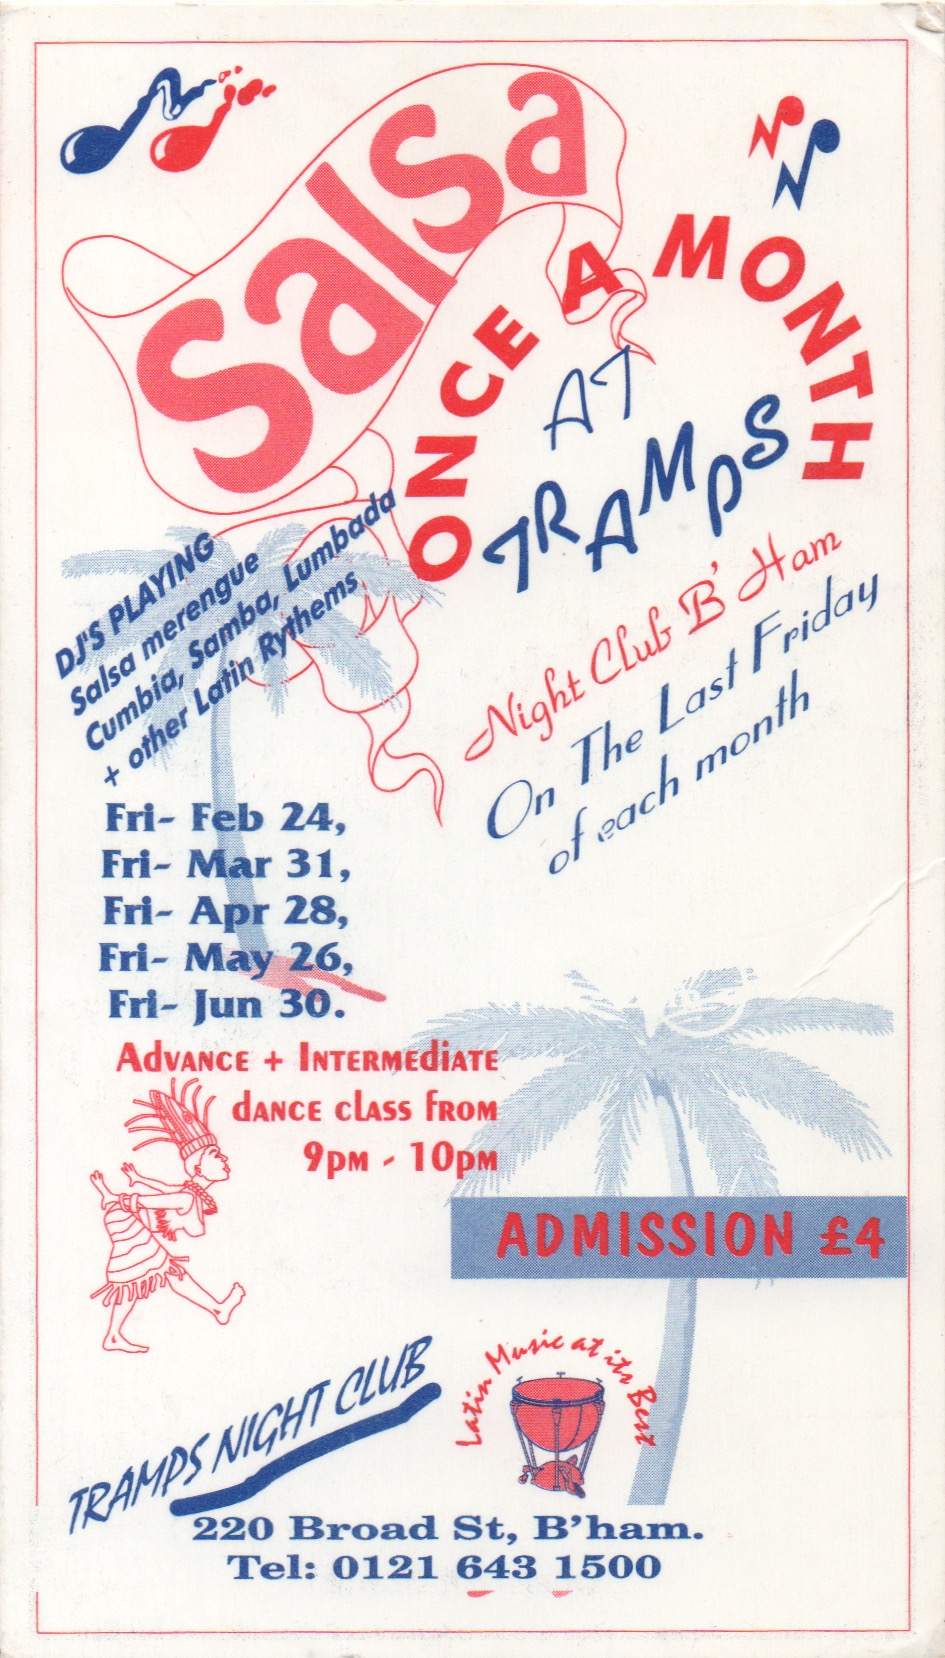 Salsa
ONCE A MONTH
AT
TRAMPS
Night Club B'Ham
On The Last Friday
of each month
DJ'S PLAYING
Salsa merengue
Cumbia, Samba, Lumbada
+ other Latin Rythems
Fri- Feb 24,
Fri- Mar 31,
Fri- Apr 28,
Fri- May 26,
Fri- Jun 30.
Advance + Intermediate
dance class from
9pm - 10pm
ADMISSION £4
TRAMPS NIGHT CLUB
Latin Music at its Best
220 Broad St, B'ham.
Tel: 0121 643 1500